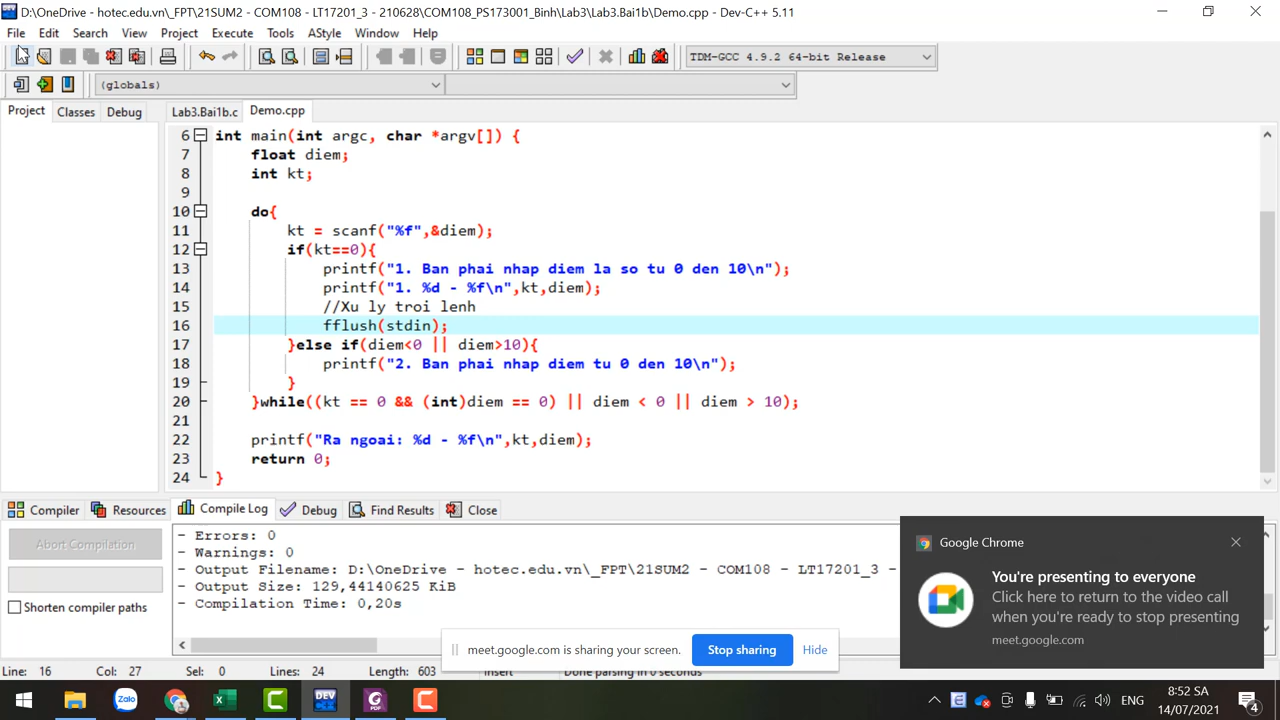 D:\OneDrive - hotec.edu.vn\_FPT\21SUM2 - COM108 - LT17201_3 - 210628\COM108_PS173001_Binh\Lab3\Lab3.Bai1b\Demo.cpp - Dev-C++ 5.11
File Edit Search View Project Execute Tools AStyle Window Help
TDM-GCC 4.9.2 64-bit Release
(globals)
Project Classes Debug Lab3.Bai1b.c Demo.cpp
6 int main(int argc, char *argv[]) {
7 float diem;
8 int kt;
9
10 do{
11 kt = scanf("%f",&diem);
12 if(kt==0){
13 printf("1. Ban phai nhap diem la so tu 0 den 10\n");
14 printf("1. %d - %f\n",kt,diem);
15 //Xu ly troi lenh
16 fflush(stdin);
17 }else if(diem<0 || diem>10){
18 printf("2. Ban phai nhap diem tu 0 den 10\n");
19 }
20 }while((kt == 0 && (int)diem == 0) || diem < 0 || diem > 10);
21
22 printf("Ra ngoai: %d - %f\n",kt,diem);
23 return 0;
24 }
Compiler Resources Compile Log Debug Find Results Close
Abort Compilation
Shorten compiler paths
- Errors: 0
- Warnings: 0
- Output Filename: D:\OneDrive - hotec.edu.vn\_FPT\21SUM2 - COM108 - LT17201_3 -
- Output Size: 129,44140625 KiB
- Compilation Time: 0,20s
Google Chrome
You're presenting to everyone
Click here to return to the video call
when you're ready to stop presenting
meet.google.com
meet.google.com is sharing your screen. Stop sharing Hide
Line: 16 Col: 27 Sel: 0 Lines: 24 Length: 603 Insert Done parsing in 0 seconds
Zalo DEV PDF ENG 8:52 SA
14/07/2021
4